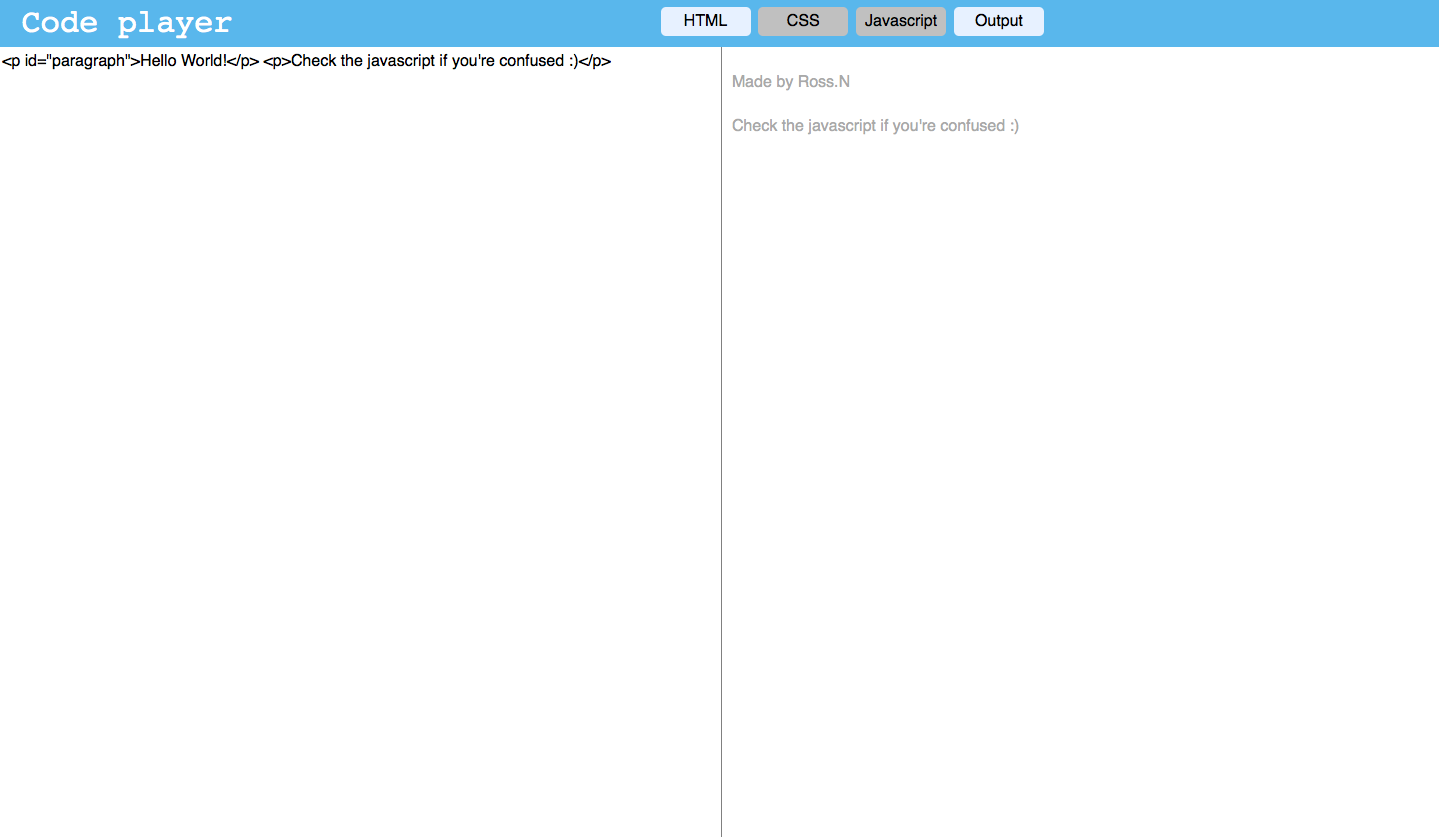 Code player
HTML CSS Javascript Output
<p id="paragraph">Hello World!</p> <p>Check the javascript if you're confused :)</p>
Made by Ross.N
Check the javascript if you're confused :)